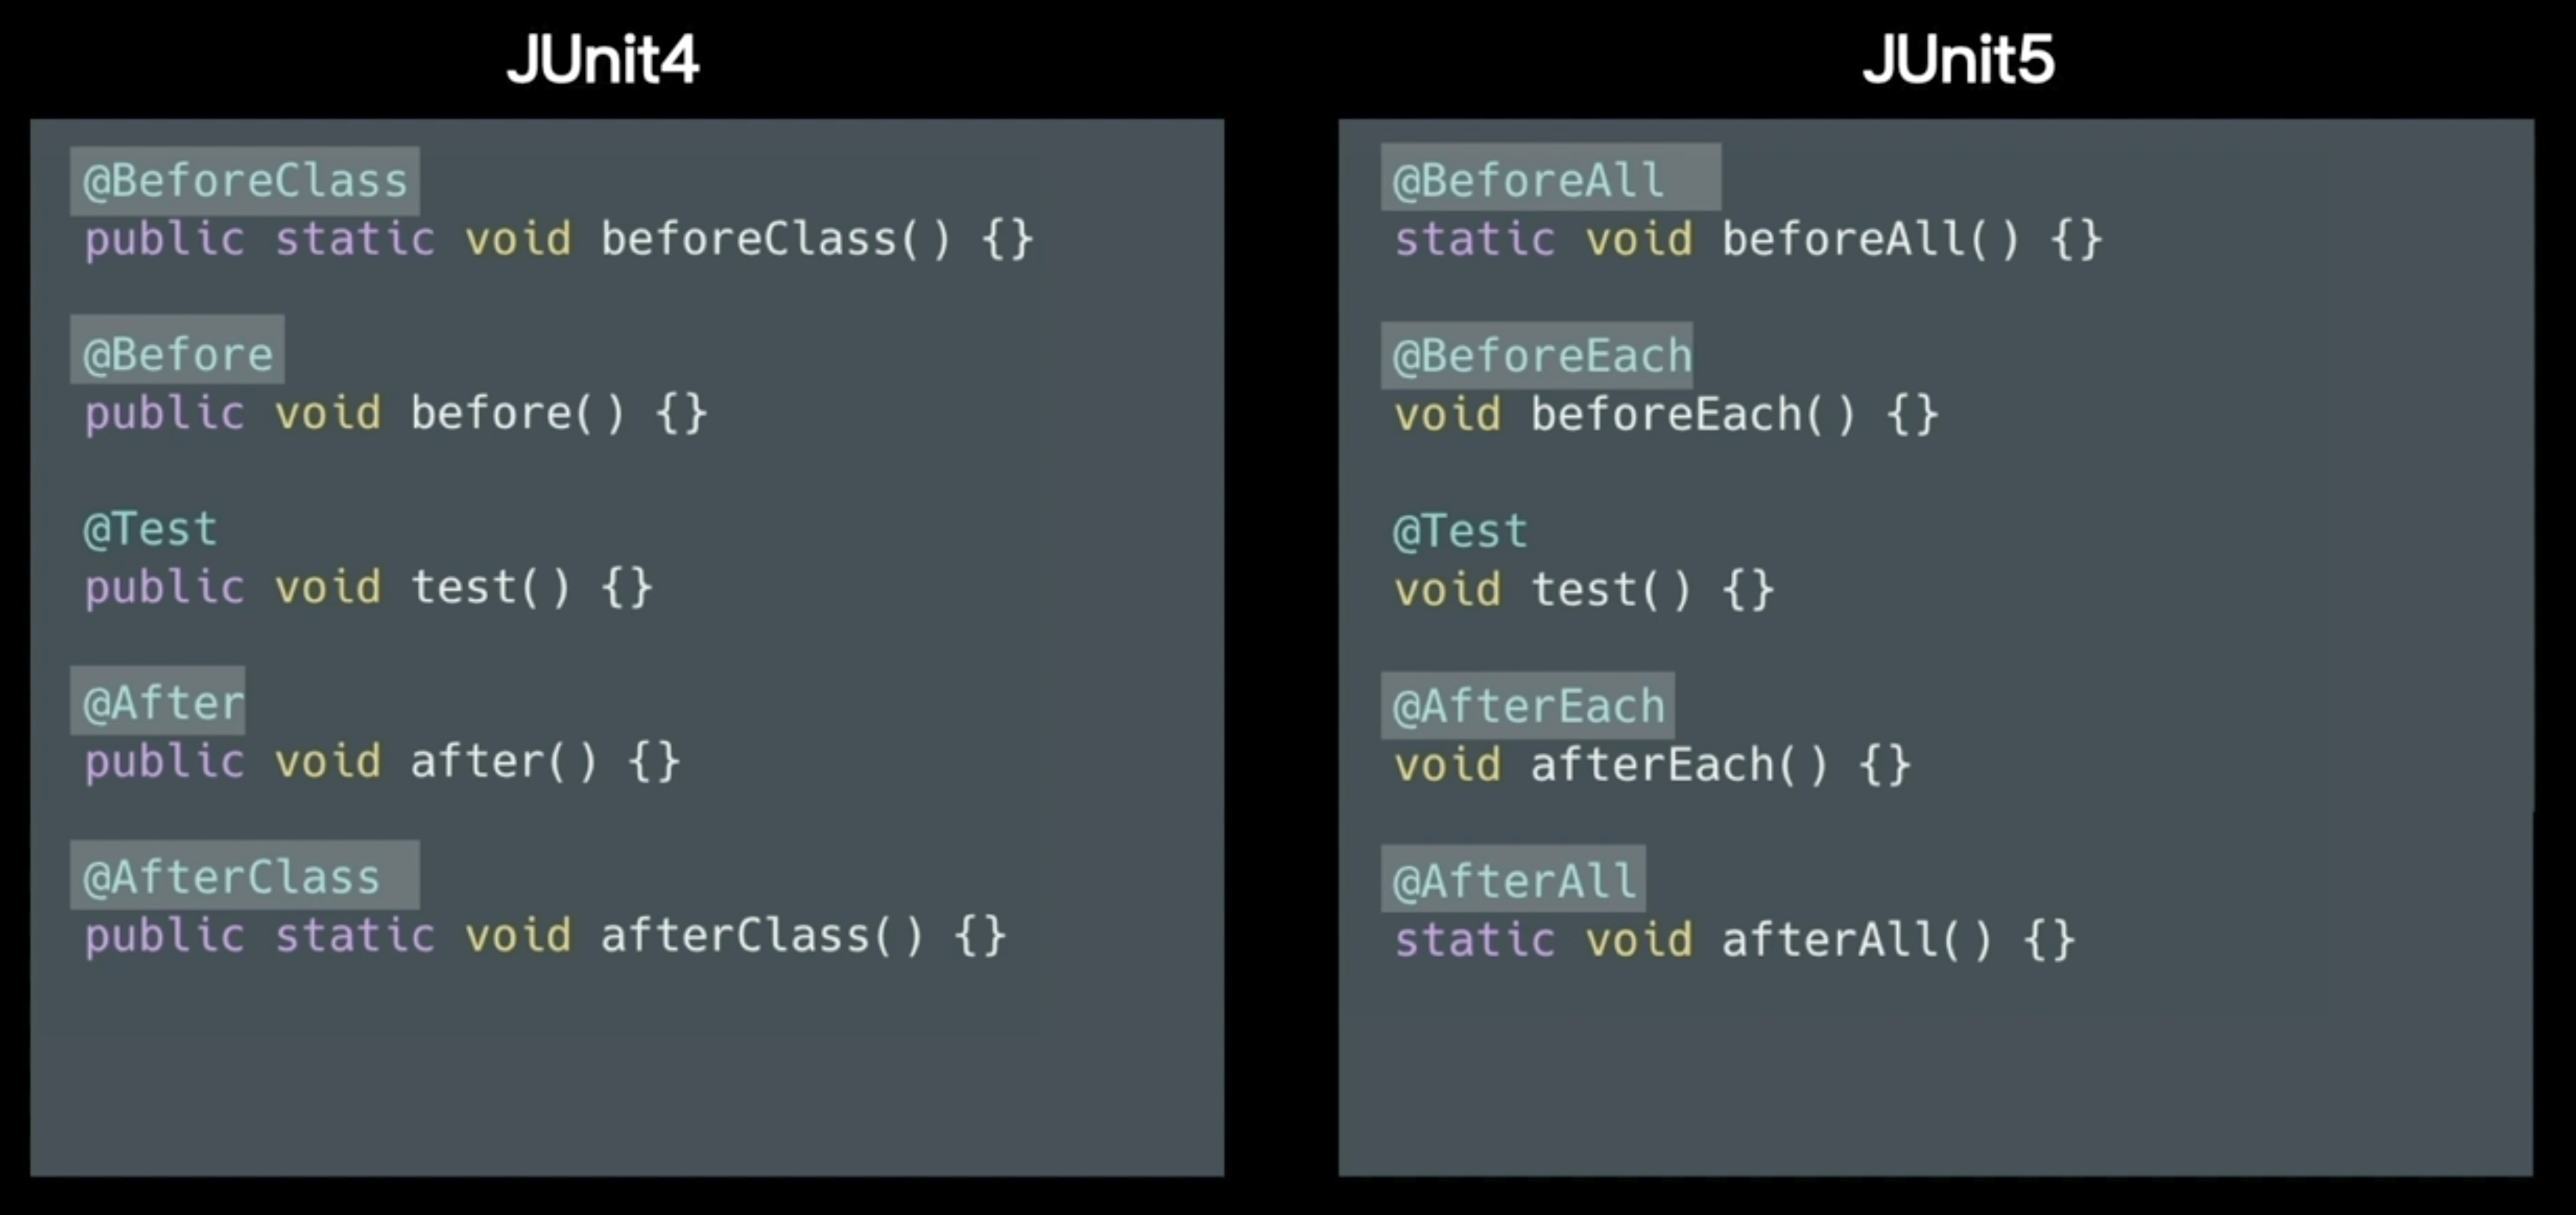 JUnit4
@BeforeClass
public static void beforeClass() {}
@Before
public void before() {}
@Test
public void test() {}
@After
public void after() {}
@AfterClass
public static void afterClass() {}
JUnit5
@BeforeAll
static void beforeAll() {}
@BeforeEach
void beforeEach() {}
@Test
void test() {}
@AfterEach
void afterEach() {}
@AfterAll
static void afterAll() {}